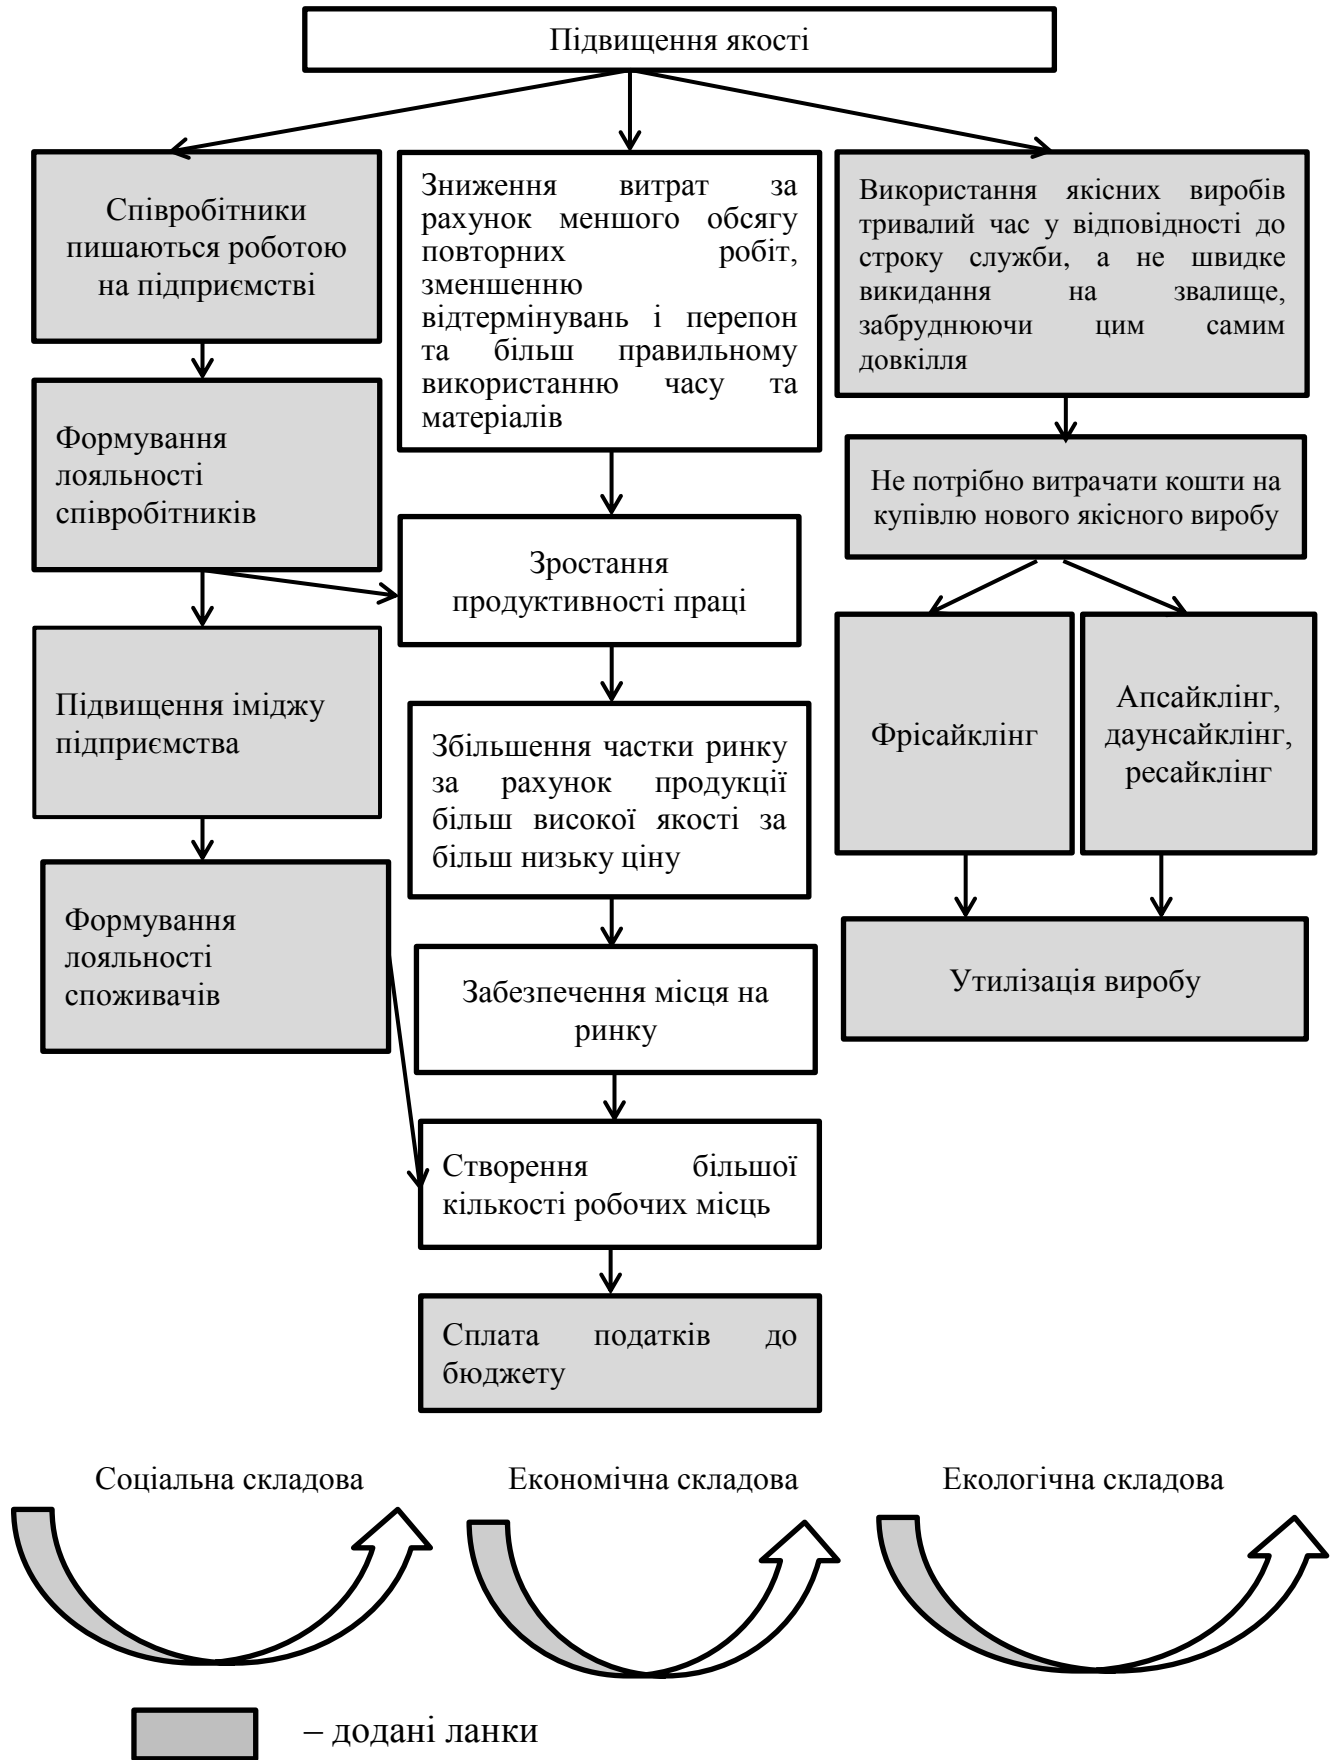 Підвищення якості
Співробітники
пишаються роботою
на підприємстві
Формування
лояльності
співробітників
Підвищення іміджу
підприємства
Формування
лояльності
споживачів
Зниження витрат за
рахунок меншого обсягу
повторних робіт,
зменшенню
відтермінувань і перепон
та більш правильному
використанню часу та
матеріалів
Зростання
продуктивності праці
Збільшення частки ринку
за рахунок продукції
більш високої якості за
більш низьку ціну
Забезпечення місця на
ринку
Створення більшої
кількості робочих місць
Сплата податків до
бюджету
Використання якісних виробів
тривалий час у відповідності до
строку служби, а не швидке
викидання на звалище,
забруднюючи цим самим
довкілля
Не потрібно витрачати кошти на
купівлю нового якісного виробу
Фрісайклінг
Апсайклінг,
даунсайклінг,
ресайклінг
Утилізація виробу
Соціальна складова
Економічна складова
Екологічна складова
– додані ланки